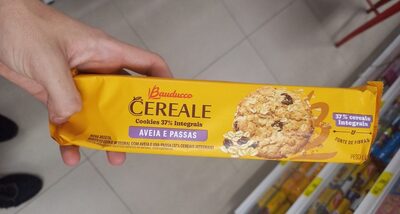 Bauducco
CEREALE
Cookies 37% Integrais
AVEIA E PASSAS
37% cereais
integrais
FONTE DE FIBRAS